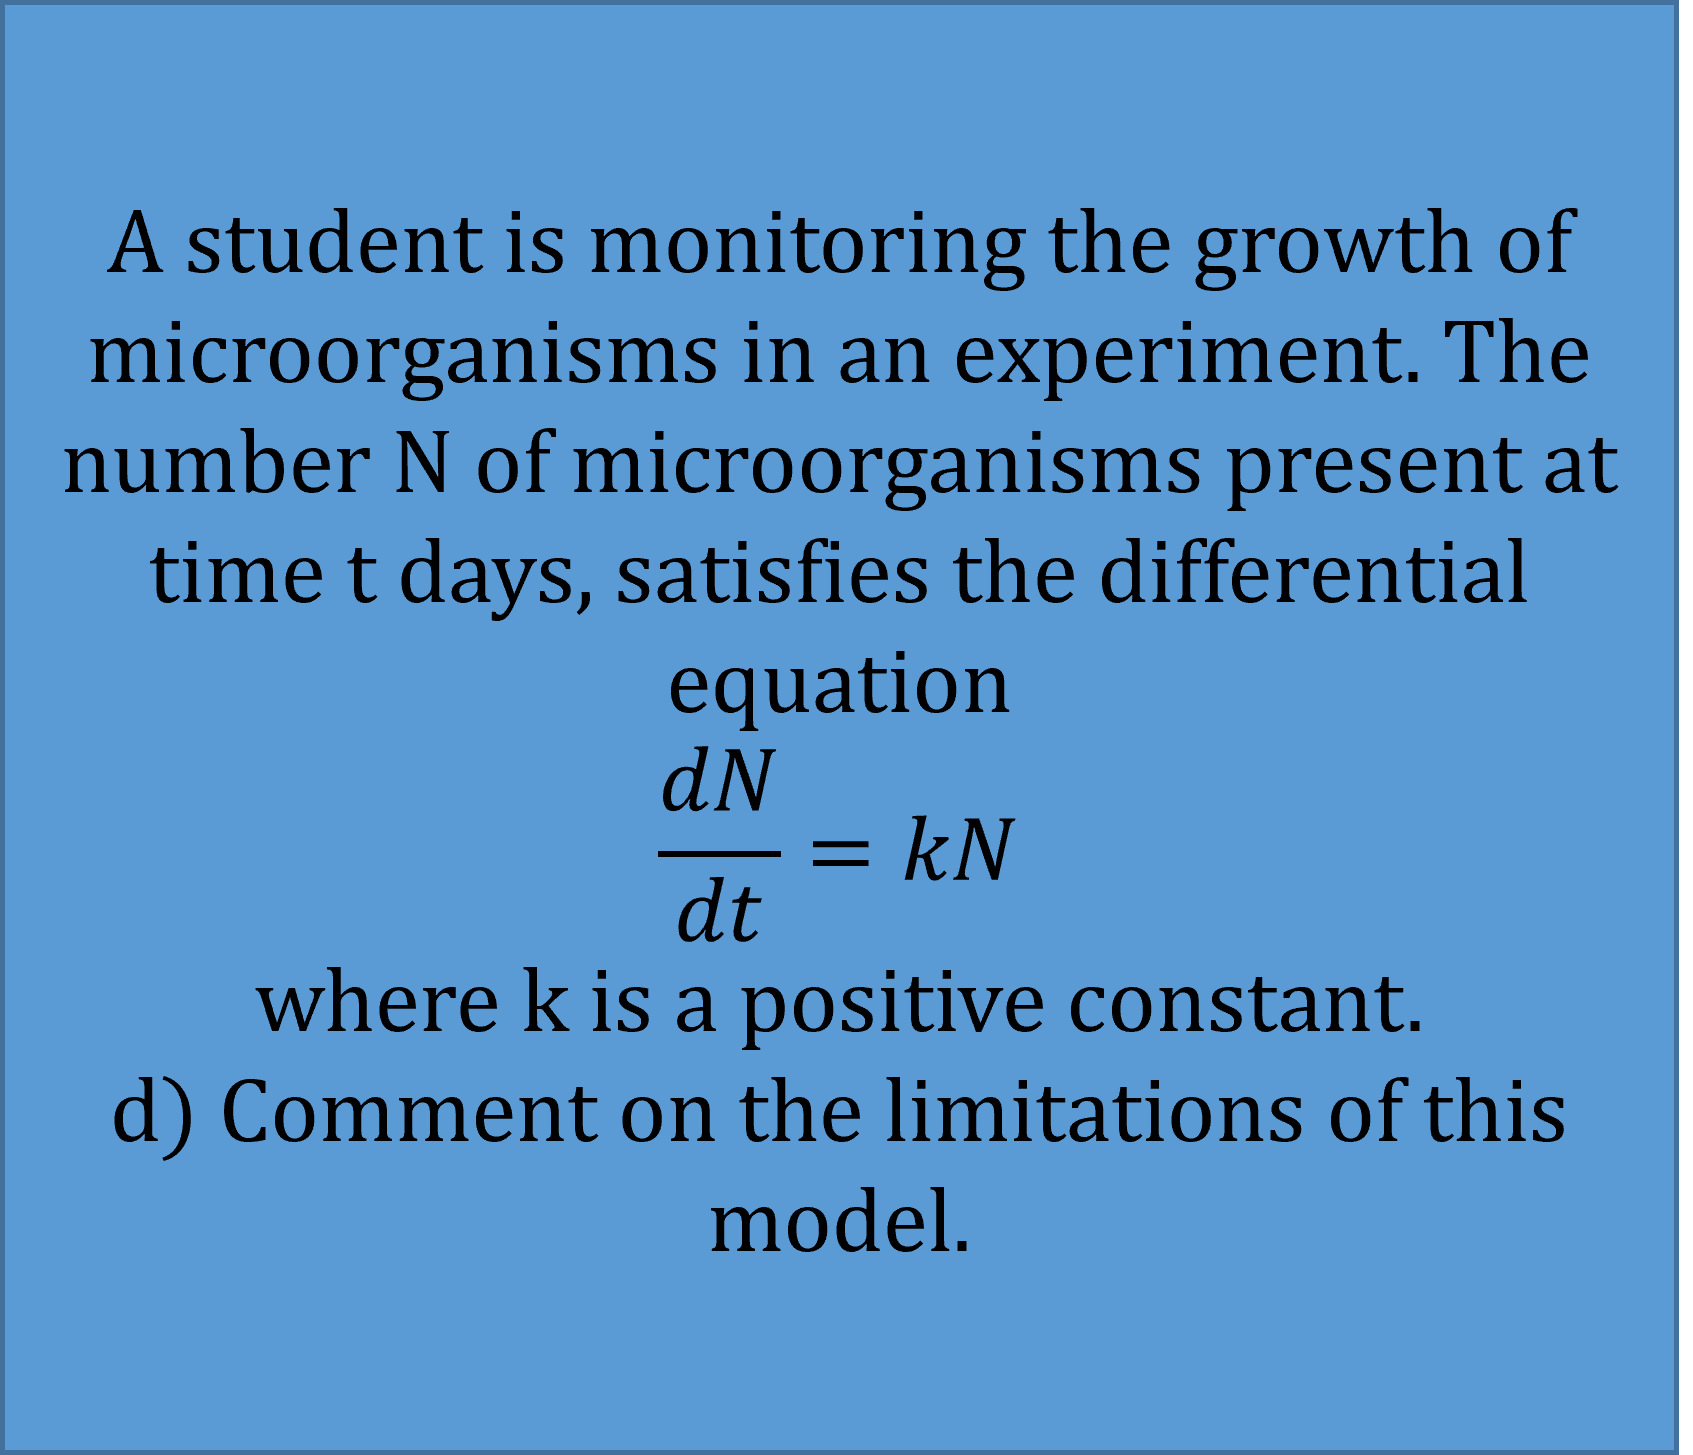 A student is monitoring the growth of
microorganisms in an experiment. The
number N of microorganisms present at
time t days, satisfies the differential
equation
dN/dt = kN
where k is a positive constant.
d) Comment on the limitations of this
model.